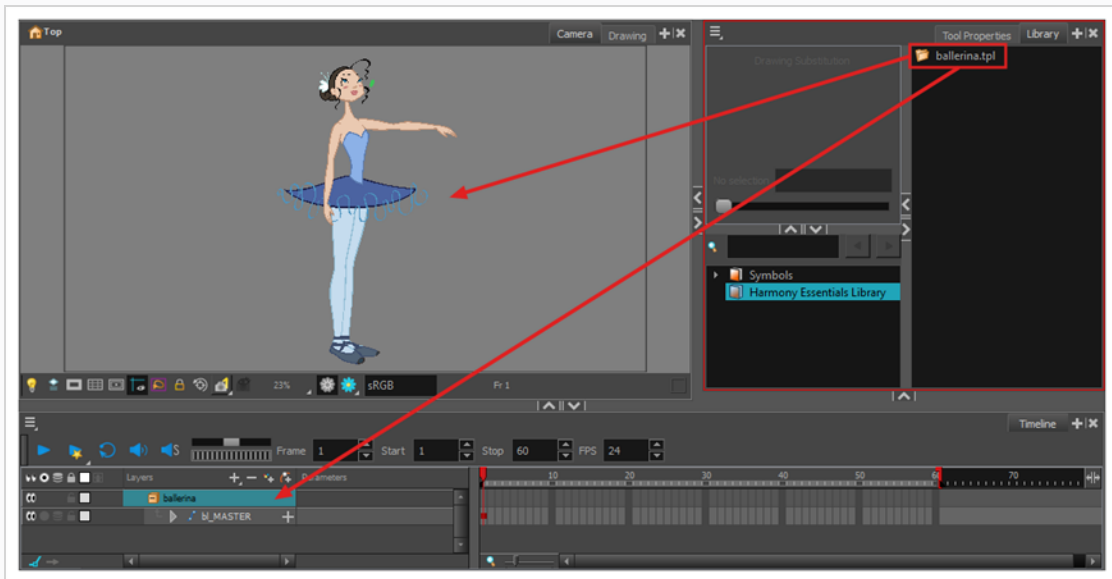 Top
Camera Drawing
Tool Properties Library
Drawing Substitution
ballerina.tpl
No selection
Symbols
Harmony Essentials Library
23% sRGB Fr 1
Timeline
S Frame 1 Start 1 Stop 60 FPS 24
Layers Parameters 10 20 30 40 50 60 70
ballerina
bl_MASTER